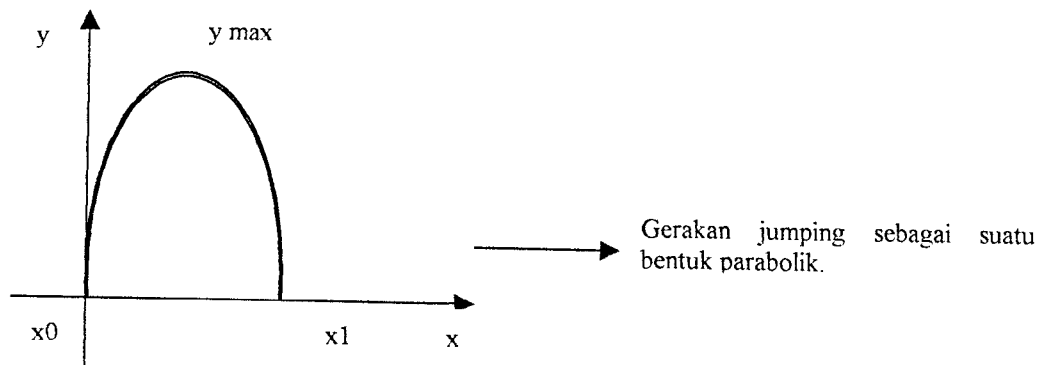 y
y max
Gerakan jumping sebagai suatu
bentuk parabolik.
x0
x1
x